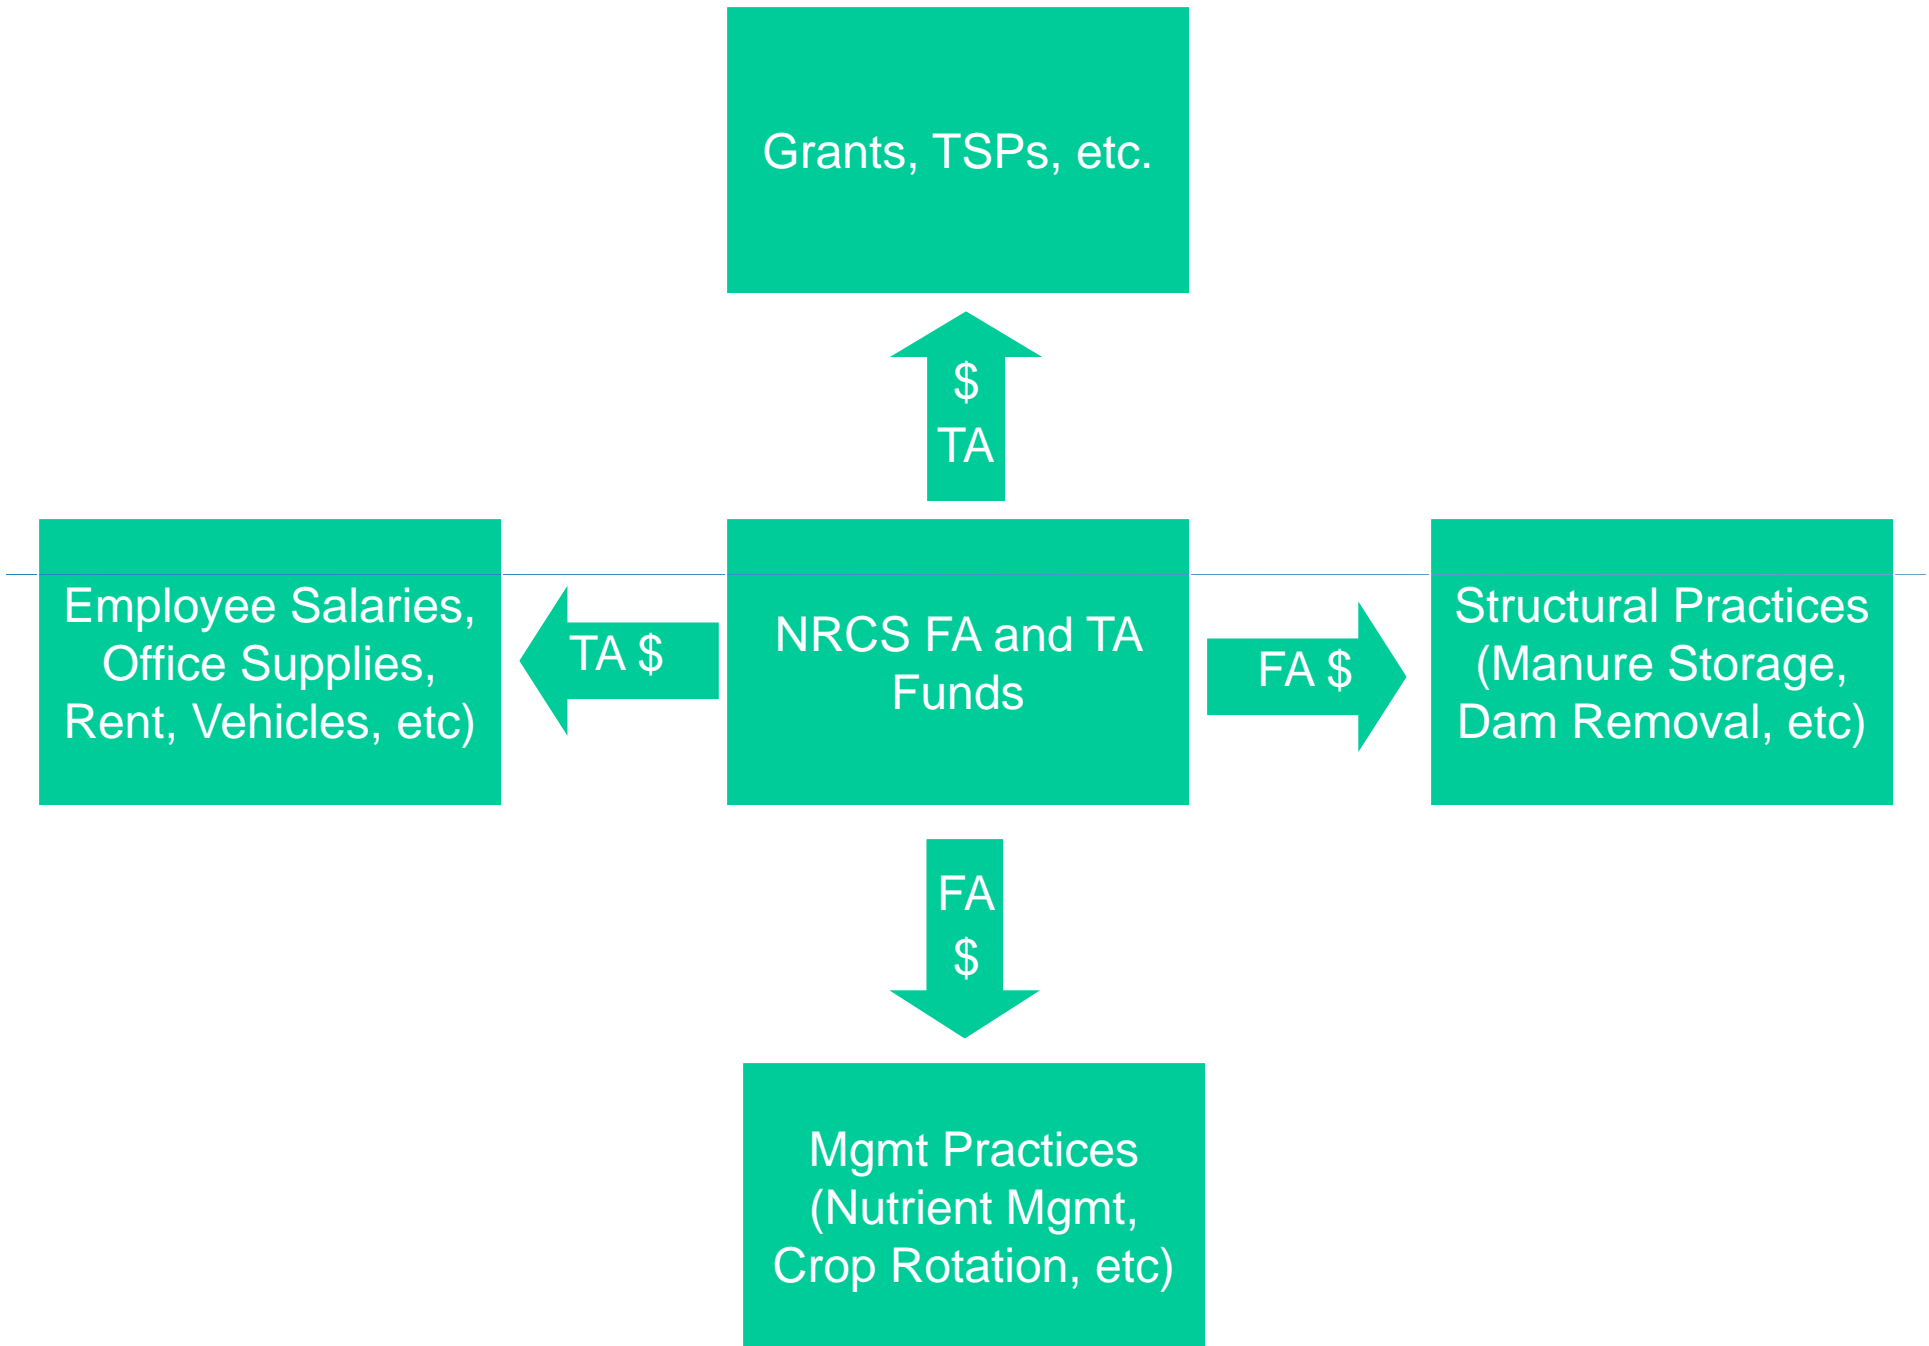 Grants, TSPs, etc.
$
TA
Employee Salaries,
Office Supplies,
Rent, Vehicles, etc)
TA $
NRCS FA and TA
Funds
FA $
Structural Practices
(Manure Storage,
Dam Removal, etc)
FA
$
Mgmt Practices
(Nutrient Mgmt,
Crop Rotation, etc)